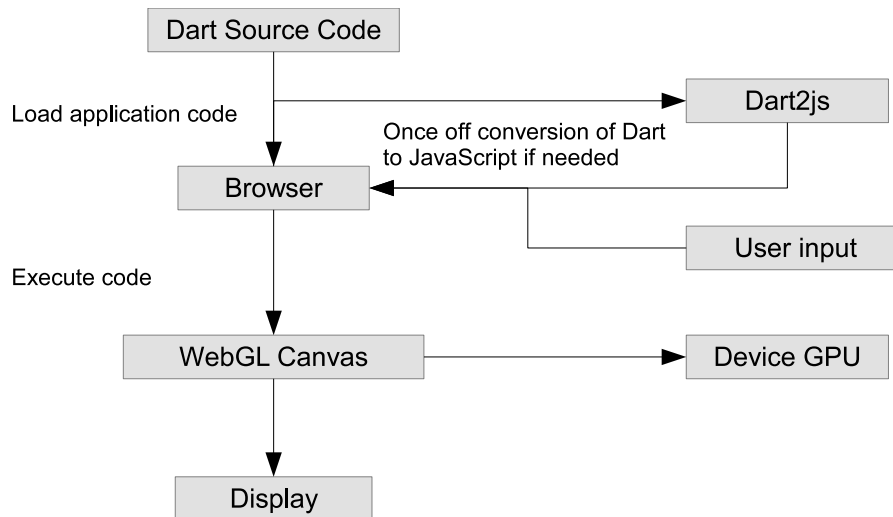 Dart Source Code
Load application code
Dart2js
Once off conversion of Dart
to JavaScript if needed
Browser
User input
Execute code
WebGL Canvas
Device GPU
Display